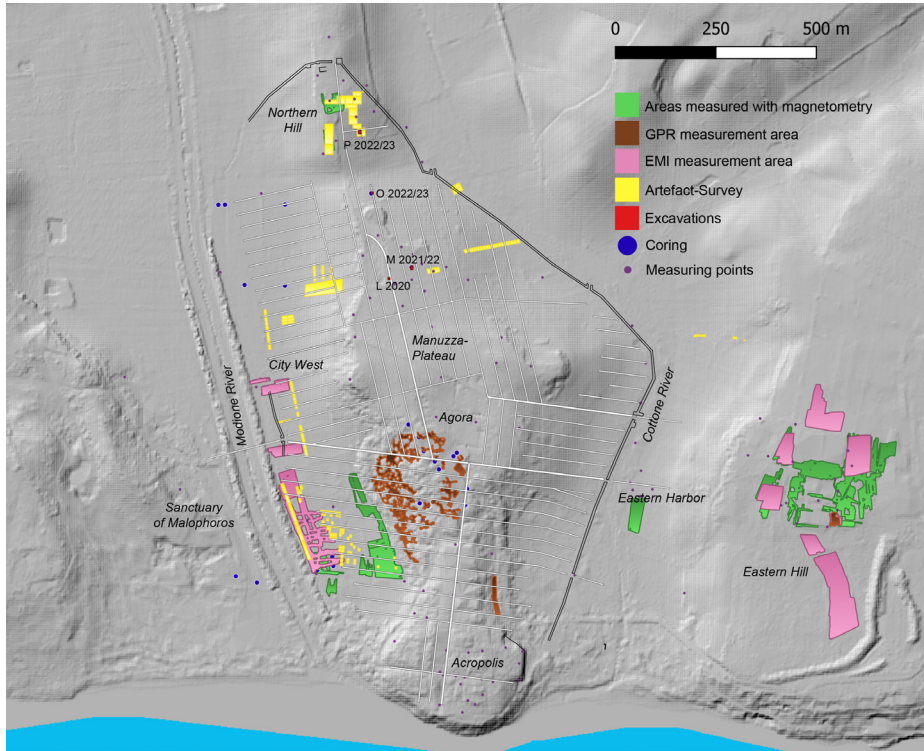 0 250 500 m
Areas measured with magnetometry
GPR measurement area
EMI measurement area
Artefact-Survey
Excavations
Coring
Measuring points
Northern
Hill
P 2022/23
O 2022/23
M 2021/22
L 2020
Manuzza-
Plateau
City West
Modione River
Cottone River
Agora
Sanctuary
of Malophoros
Eastern Harbor
Eastern Hill
Acropolis